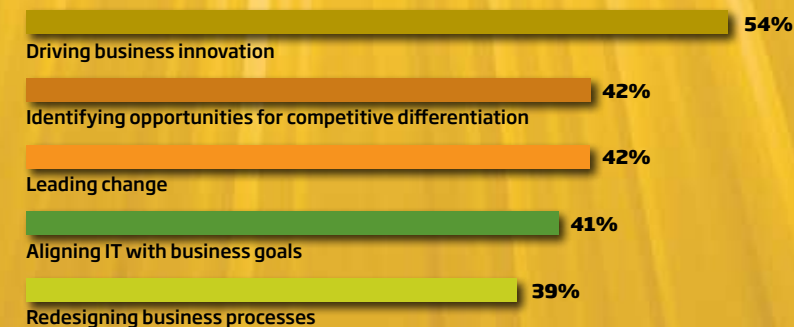 54%
Driving business innovation
42%
Identifying opportunities for competitive differentiation
42%
Leading change
41%
Aligning IT with business goals
39%
Redesigning business processes